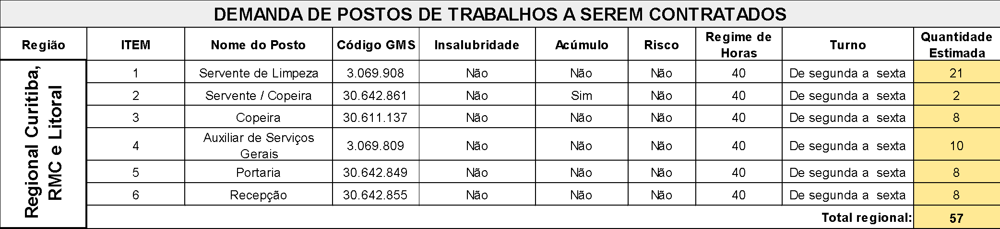 DEMANDA DE POSTOS DE TRABALHOS A SEREM CONTRATADOS
Região ITEM Nome do Posto Código GMS Insalubridade Acúmulo Risco Regime de Horas Turno Quantidade Estimada
Regional Curitiba,
RMC e Litoral
1 Servente de Limpeza 3.069.908 Não Não Não 40 De segunda a sexta 21
2 Servente / Copeira 30.642.861 Não Sim Não 40 De segunda a sexta 2
3 Copeira 30.611.137 Não Não Não 40 De segunda a sexta 8
4 Auxiliar de Serviços Gerais 3.069.809 Não Não Não 40 De segunda a sexta 10
5 Portaria 30.642.849 Não Não Não 40 De segunda a sexta 8
6 Recepção 30.642.855 Não Não Não 40 De segunda a sexta 8
Total regional: 57